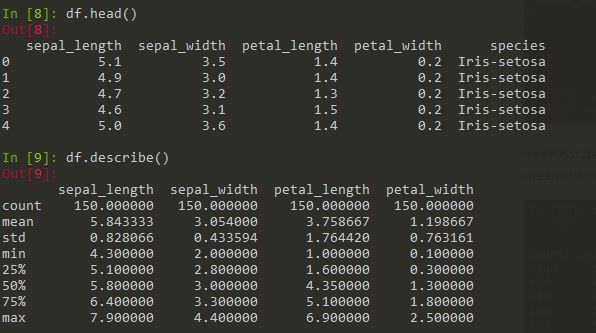 In [8]: df.head()
Out[8]:
   sepal_length  sepal_width  petal_length  petal_width      species
0           5.1          3.5           1.4          0.2  Iris-setosa
1           4.9          3.0           1.4          0.2  Iris-setosa
2           4.7          3.2           1.3          0.2  Iris-setosa
3           4.6          3.1           1.5          0.2  Iris-setosa
4           5.0          3.6           1.4          0.2  Iris-setosa
In [9]: df.describe()
Out[9]:
       sepal_length  sepal_width  petal_length  petal_width
count    150.000000   150.000000    150.000000   150.000000
mean       5.843333     3.054000      3.758667     1.198667
std        0.828066     0.433594      1.764420     0.763161
min        4.300000     2.000000      1.000000     0.100000
25%        5.100000     2.800000      1.600000     0.300000
50%        5.800000     3.000000      4.350000     1.300000
75%        6.400000     3.300000      5.100000     1.800000
max        7.900000     4.400000      6.900000     2.500000